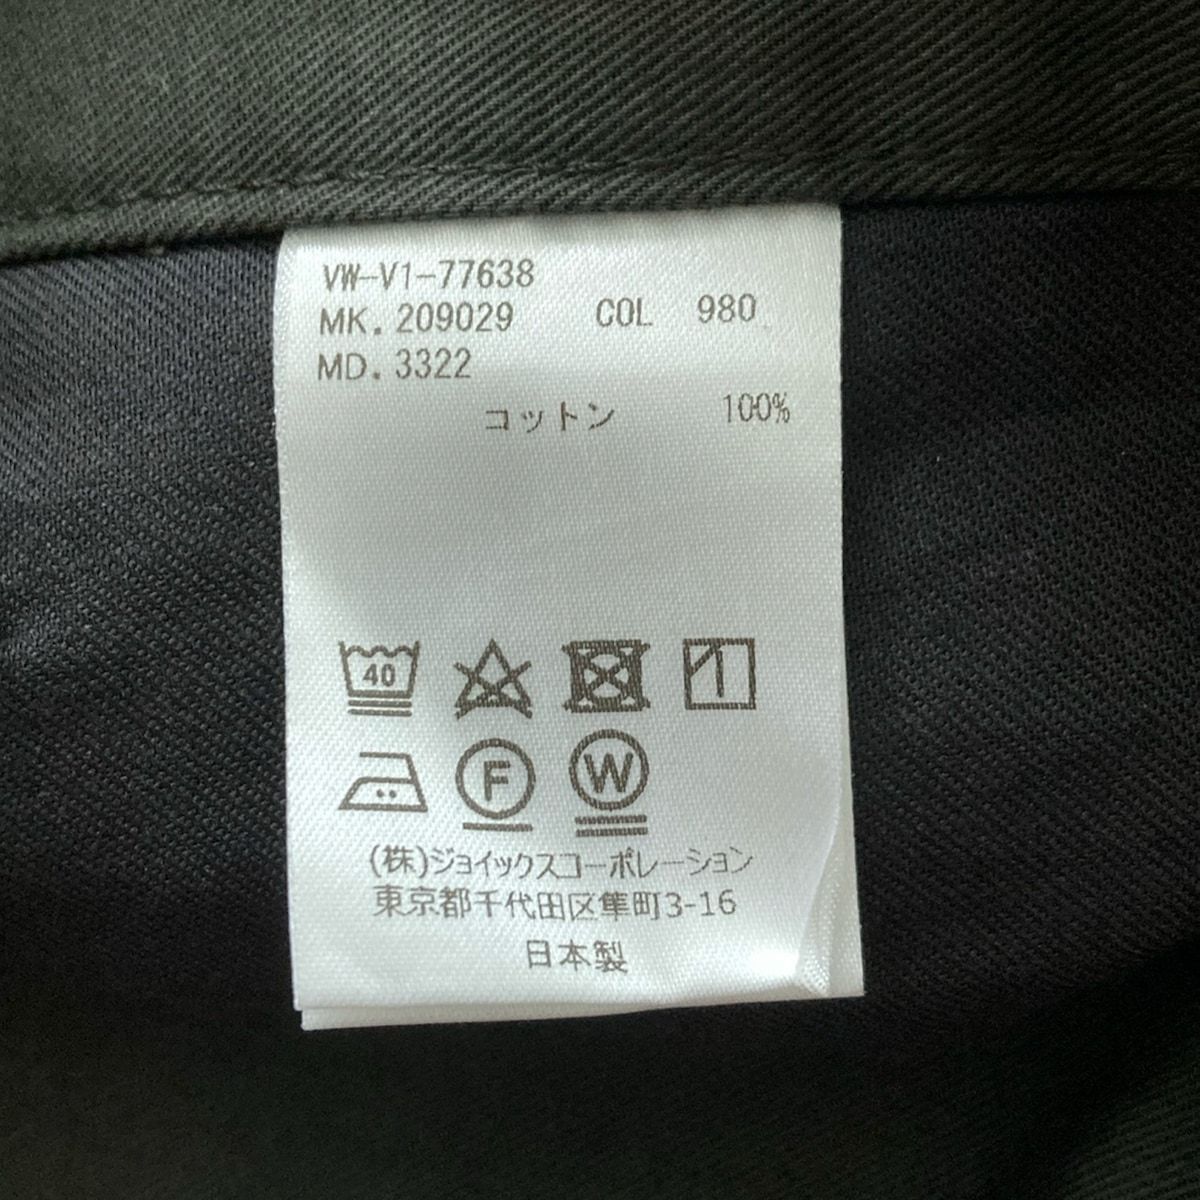 VW-V1-77638
MK. 209029 COL 980
MD. 3322
コットン 100%
40
F
W
(株)ジョイックスコーポレーション
東京都千代田区隼町3-16
日本製